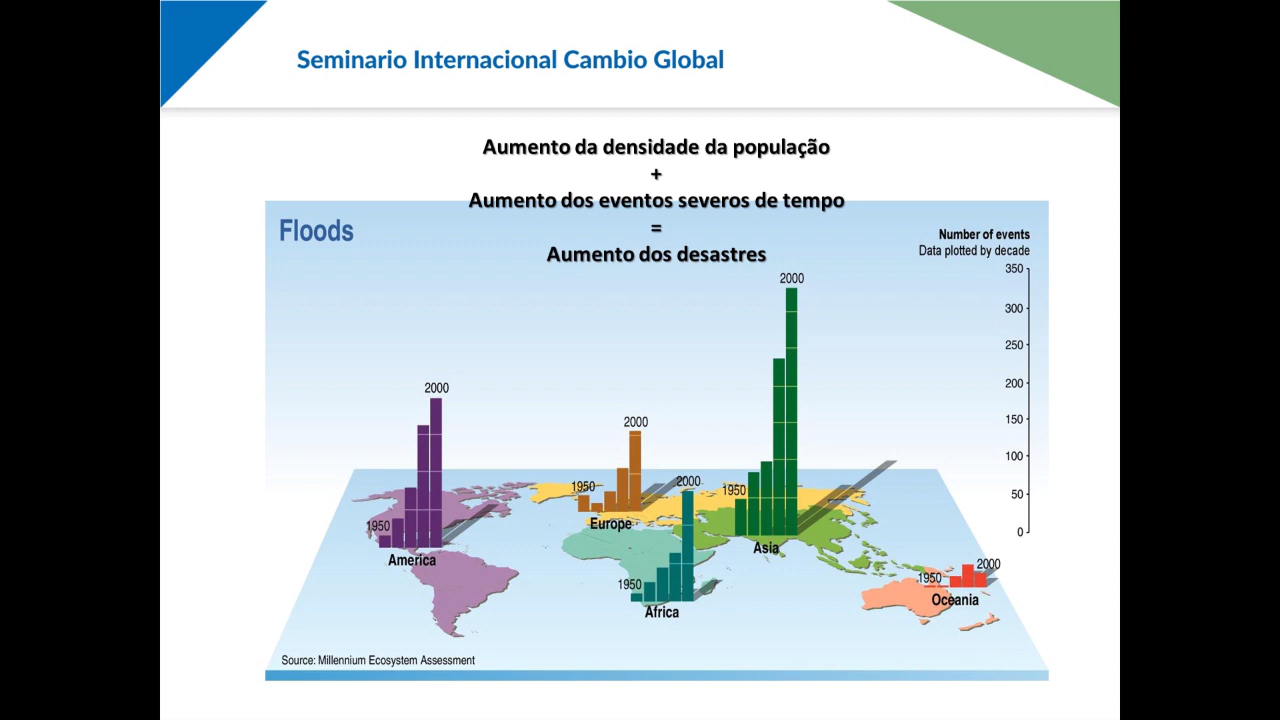 Seminario Internacional Cambio Global
Aumento da densidade da população
+
Aumento dos eventos severos de tempo
=
Aumento dos desastres
Floods
Number of events
Data plotted by decade
350
300
250
200
150
100
50
0
2000
1950
America
2000
1950
Europe
2000
1950
Africa
2000
1950
Asia
2000
1950
Oceania
Source: Millennium Ecosystem Assessment